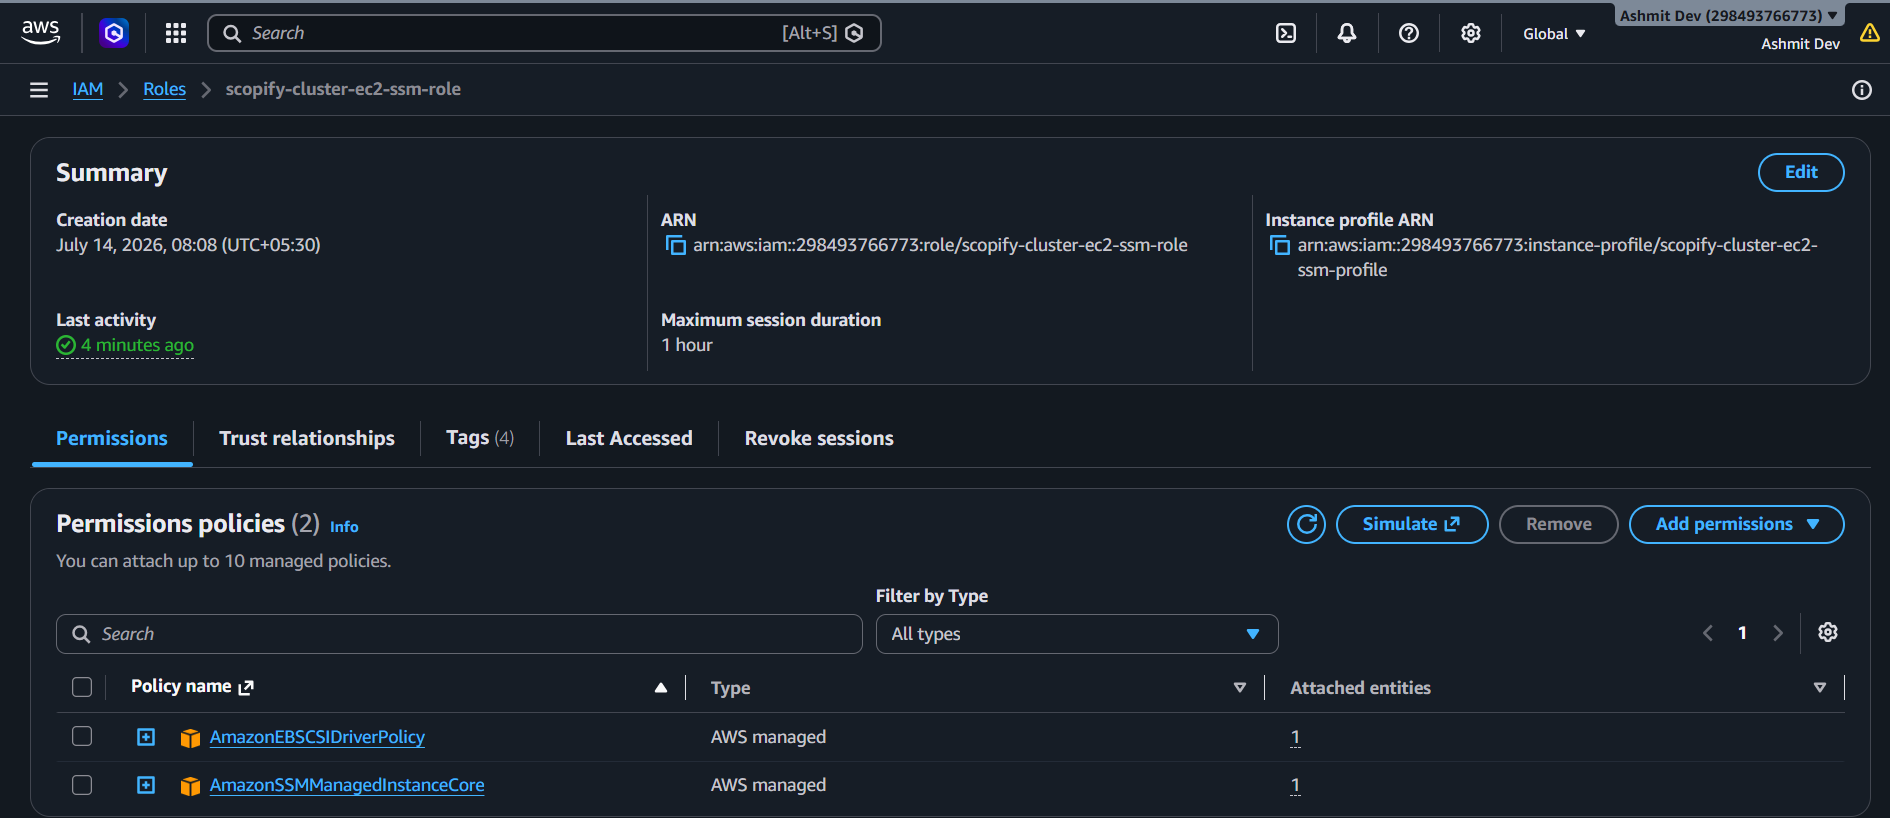 aws
Search
[Alt+S]
Global
Ashmit Dev (298493766773)
Ashmit Dev
IAM
Roles
scopify-cluster-ec2-ssm-role
Summary
Edit
Creation date
July 14, 2026, 08:08 (UTC+05:30)
ARN
arn:aws:iam::298493766773:role/scopify-cluster-ec2-ssm-role
Instance profile ARN
arn:aws:iam::298493766773:instance-profile/scopify-cluster-ec2-
ssm-profile
Last activity
4 minutes ago
Maximum session duration
1 hour
Permissions
Trust relationships
Tags (4)
Last Accessed
Revoke sessions
Permissions policies (2) Info
You can attach up to 10 managed policies.
Simulate
Remove
Add permissions
Filter by Type
Search
All types
1
Policy name
Type
Attached entities
AmazonEBSCSIDriverPolicy
AWS managed
1
AmazonSSMManagedInstanceCore
AWS managed
1